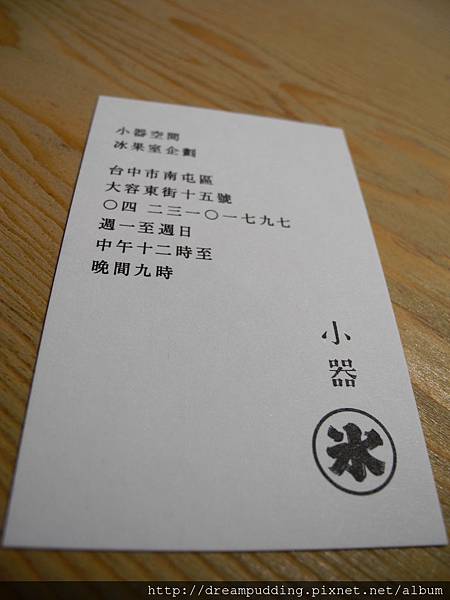 小器空間
冰果室企劃
台中市南屯區
大容東街十五號
〇四 二三一〇一七九七
週一至週日
中午十二時至
晚間九時
小器
氷
http://dreampudding.pixnet.net/album